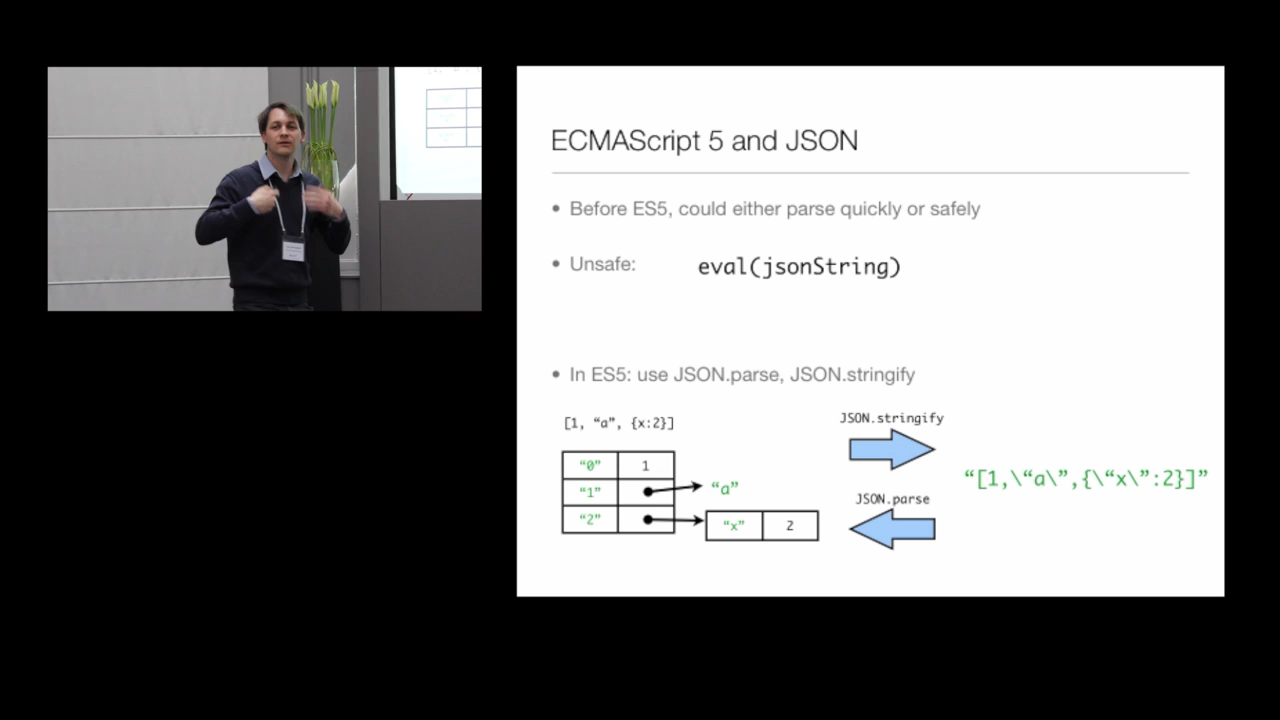 ECMAScript 5 and JSON
• Before ES5, could either parse quickly or safely
• Unsafe: eval(jsonString)
• In ES5: use JSON.parse, JSON.stringify
[1, “a”, {x:2}]
“0” 1
“1” “a”
“2” “x” 2
JSON.stringify
“[1,\“a\”,{\“x\”:2}]”
JSON.parse